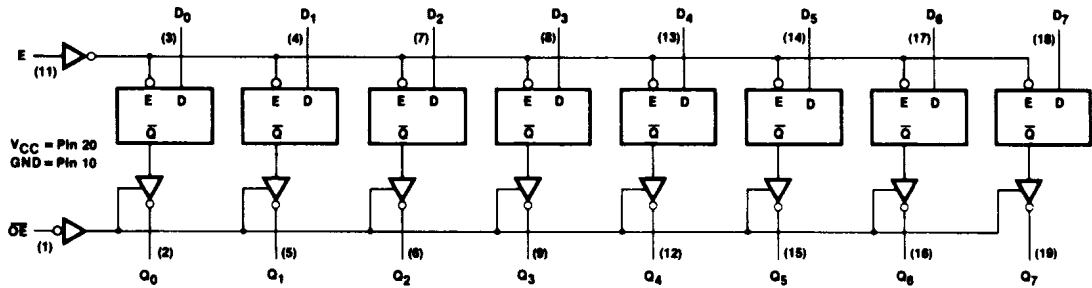 D0 D1 D2 D3 D4 D5 D6 D7
(3) (4) (7) (8) (13) (14) (17) (18)
E
(11)
E D E D E D E D E D E D E D E D
Q̅ Q̅ Q̅ Q̅ Q̅ Q̅ Q̅ Q̅
VCC = Pin 20
GND = Pin 10
O̅E̅
(1)
(2) (5) (6) (9) (12) (15) (16) (19)
Q0 Q1 Q2 Q3 Q4 Q5 Q6 Q7